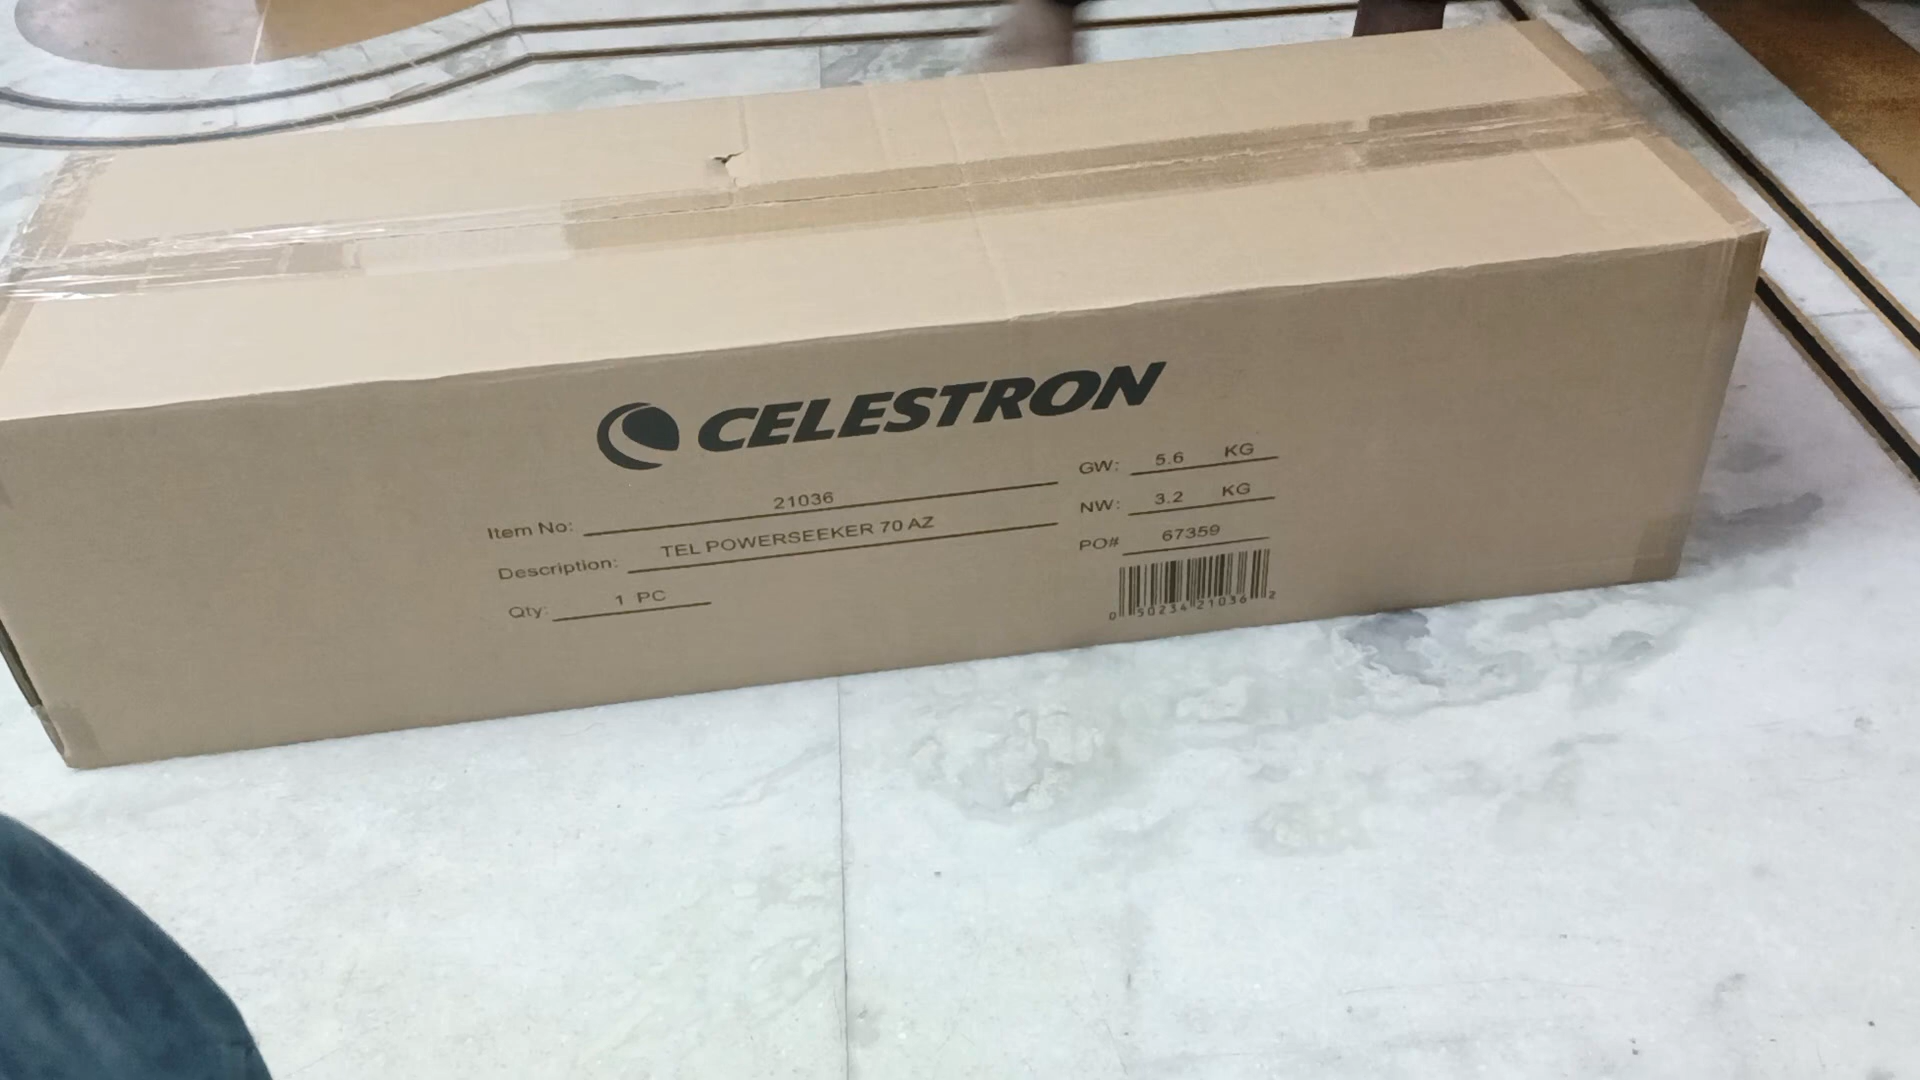 CELESTRON
Item No: 21036
Description: TEL POWERSEEKER 70 AZ
Qty: 1 PC
GW: 5.6 KG
NW: 3.2 KG
PO# 67359
0 50234 21036 2